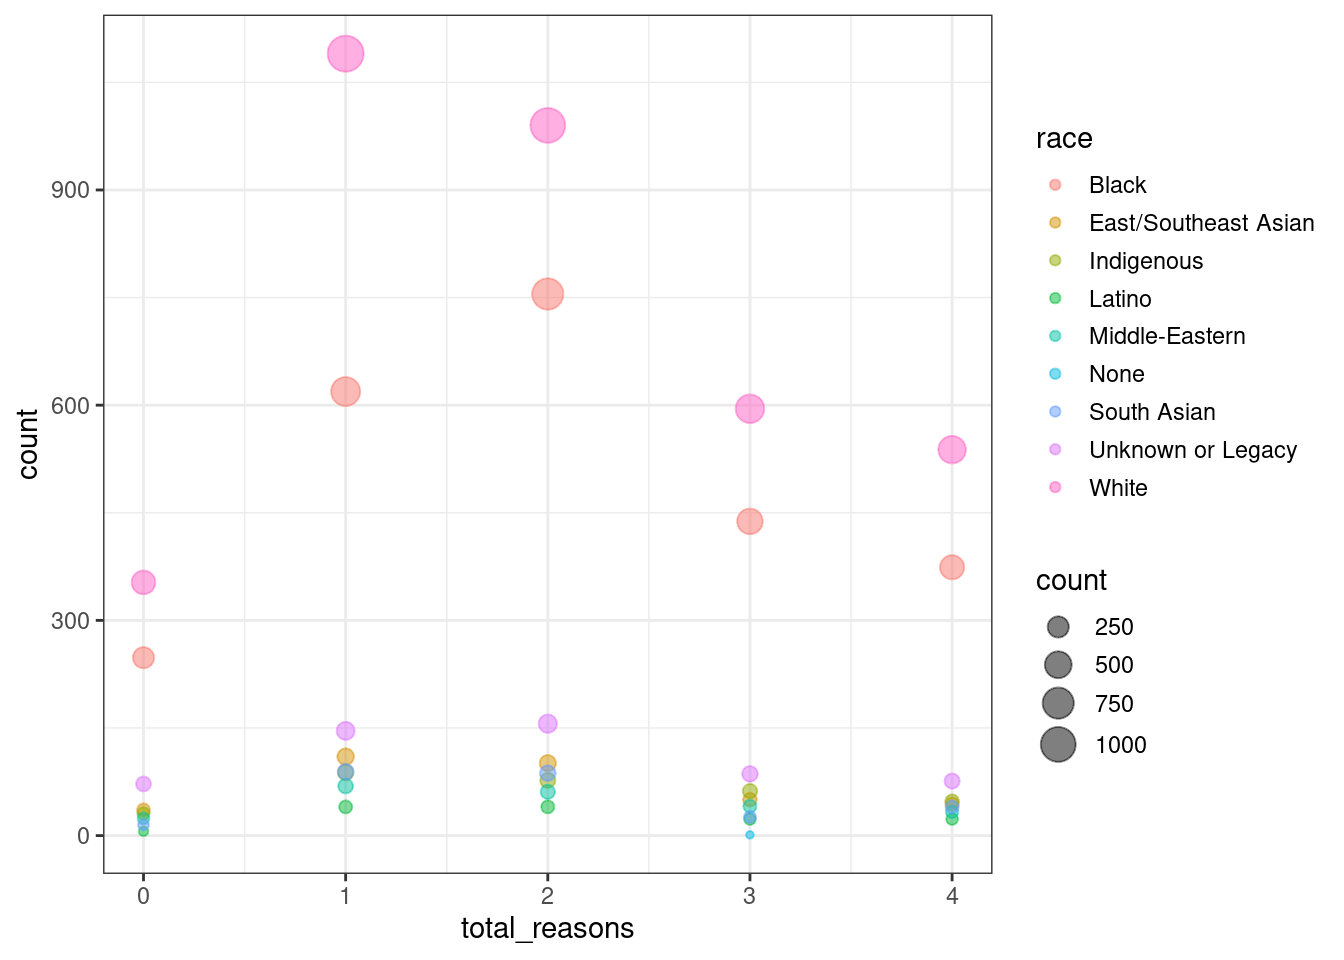 900
600
300
0
count
0 1 2 3 4
total_reasons
race
Black
East/Southeast Asian
Indigenous
Latino
Middle-Eastern
None
South Asian
Unknown or Legacy
White
count
250
500
750
1000